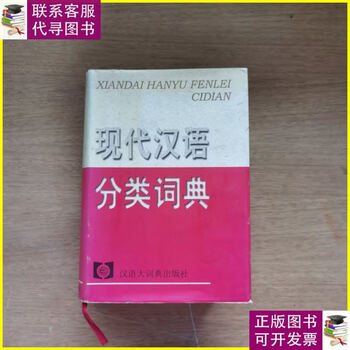 联系客服
代寻图书
XIANDAI HANYU FENLEI
CIDIAN
现代汉语
分类词典
汉语大词典出版社
正版图书
可开发票